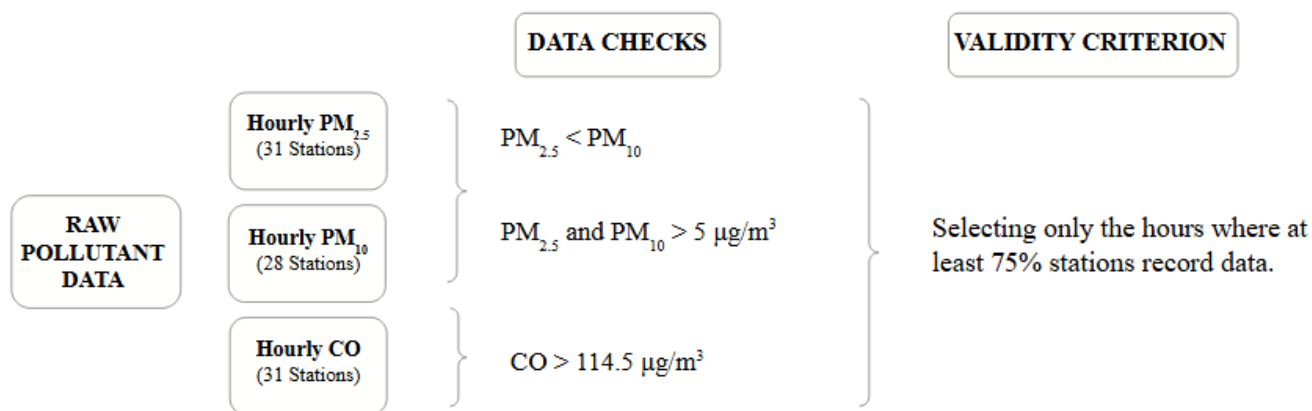 DATA CHECKS
VALIDITY CRITERION
RAW
POLLUTANT
DATA
Hourly PM₂.₅
(31 Stations)
Hourly PM₁₀
(28 Stations)
Hourly CO
(31 Stations)
PM₂.₅ < PM₁₀
PM₂.₅ and PM₁₀ > 5 µg/m³
CO > 114.5 µg/m³
Selecting only the hours where at
least 75% stations record data.